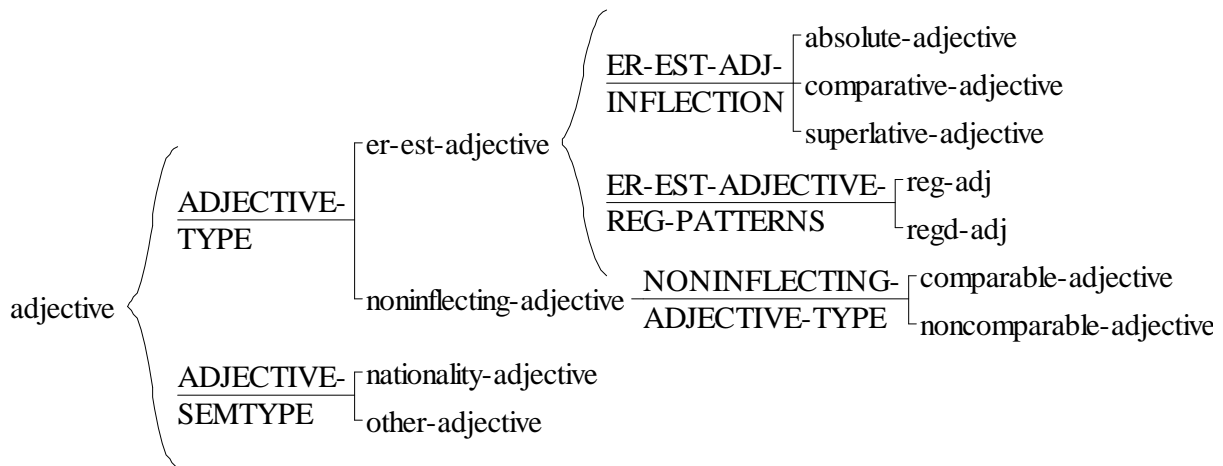 absolute-adjective
ER-EST-ADJ-
INFLECTION
comparative-adjective
superlative-adjective
er-est-adjective
ER-EST-ADJECTIVE-
REG-PATTERNS
reg-adj
regd-adj
ADJECTIVE-
TYPE
adjective
noninflecting-adjective
NONINFLECTING-
ADJECTIVE-TYPE
comparable-adjective
noncomparable-adjective
ADJECTIVE-
SEMTYPE
nationality-adjective
other-adjective